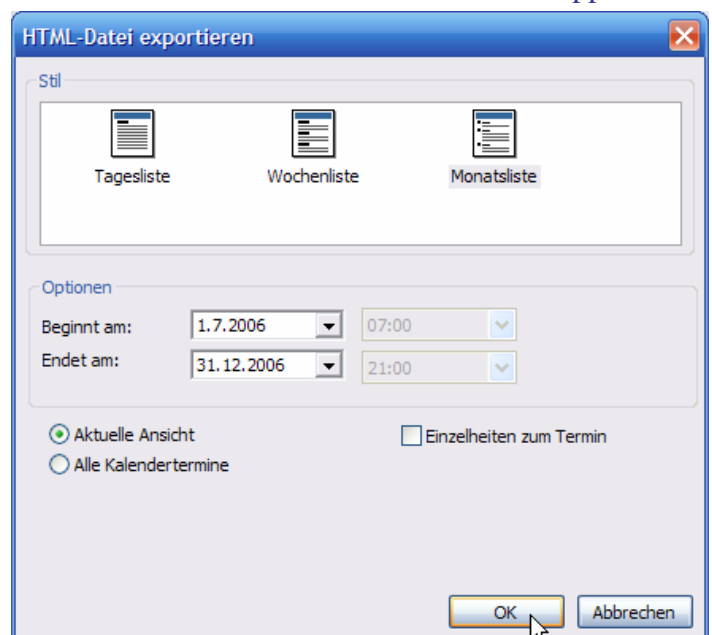 HTML-Datei exportieren
Stil
Tagesliste Wochenliste Monatsliste
Optionen
Beginnt am: 1.7.2006 07:00
Endet am: 31.12.2006 21:00
Aktuelle Ansicht Einzelheiten zum Termin
Alle Kalendertermine
OK Abbrechen